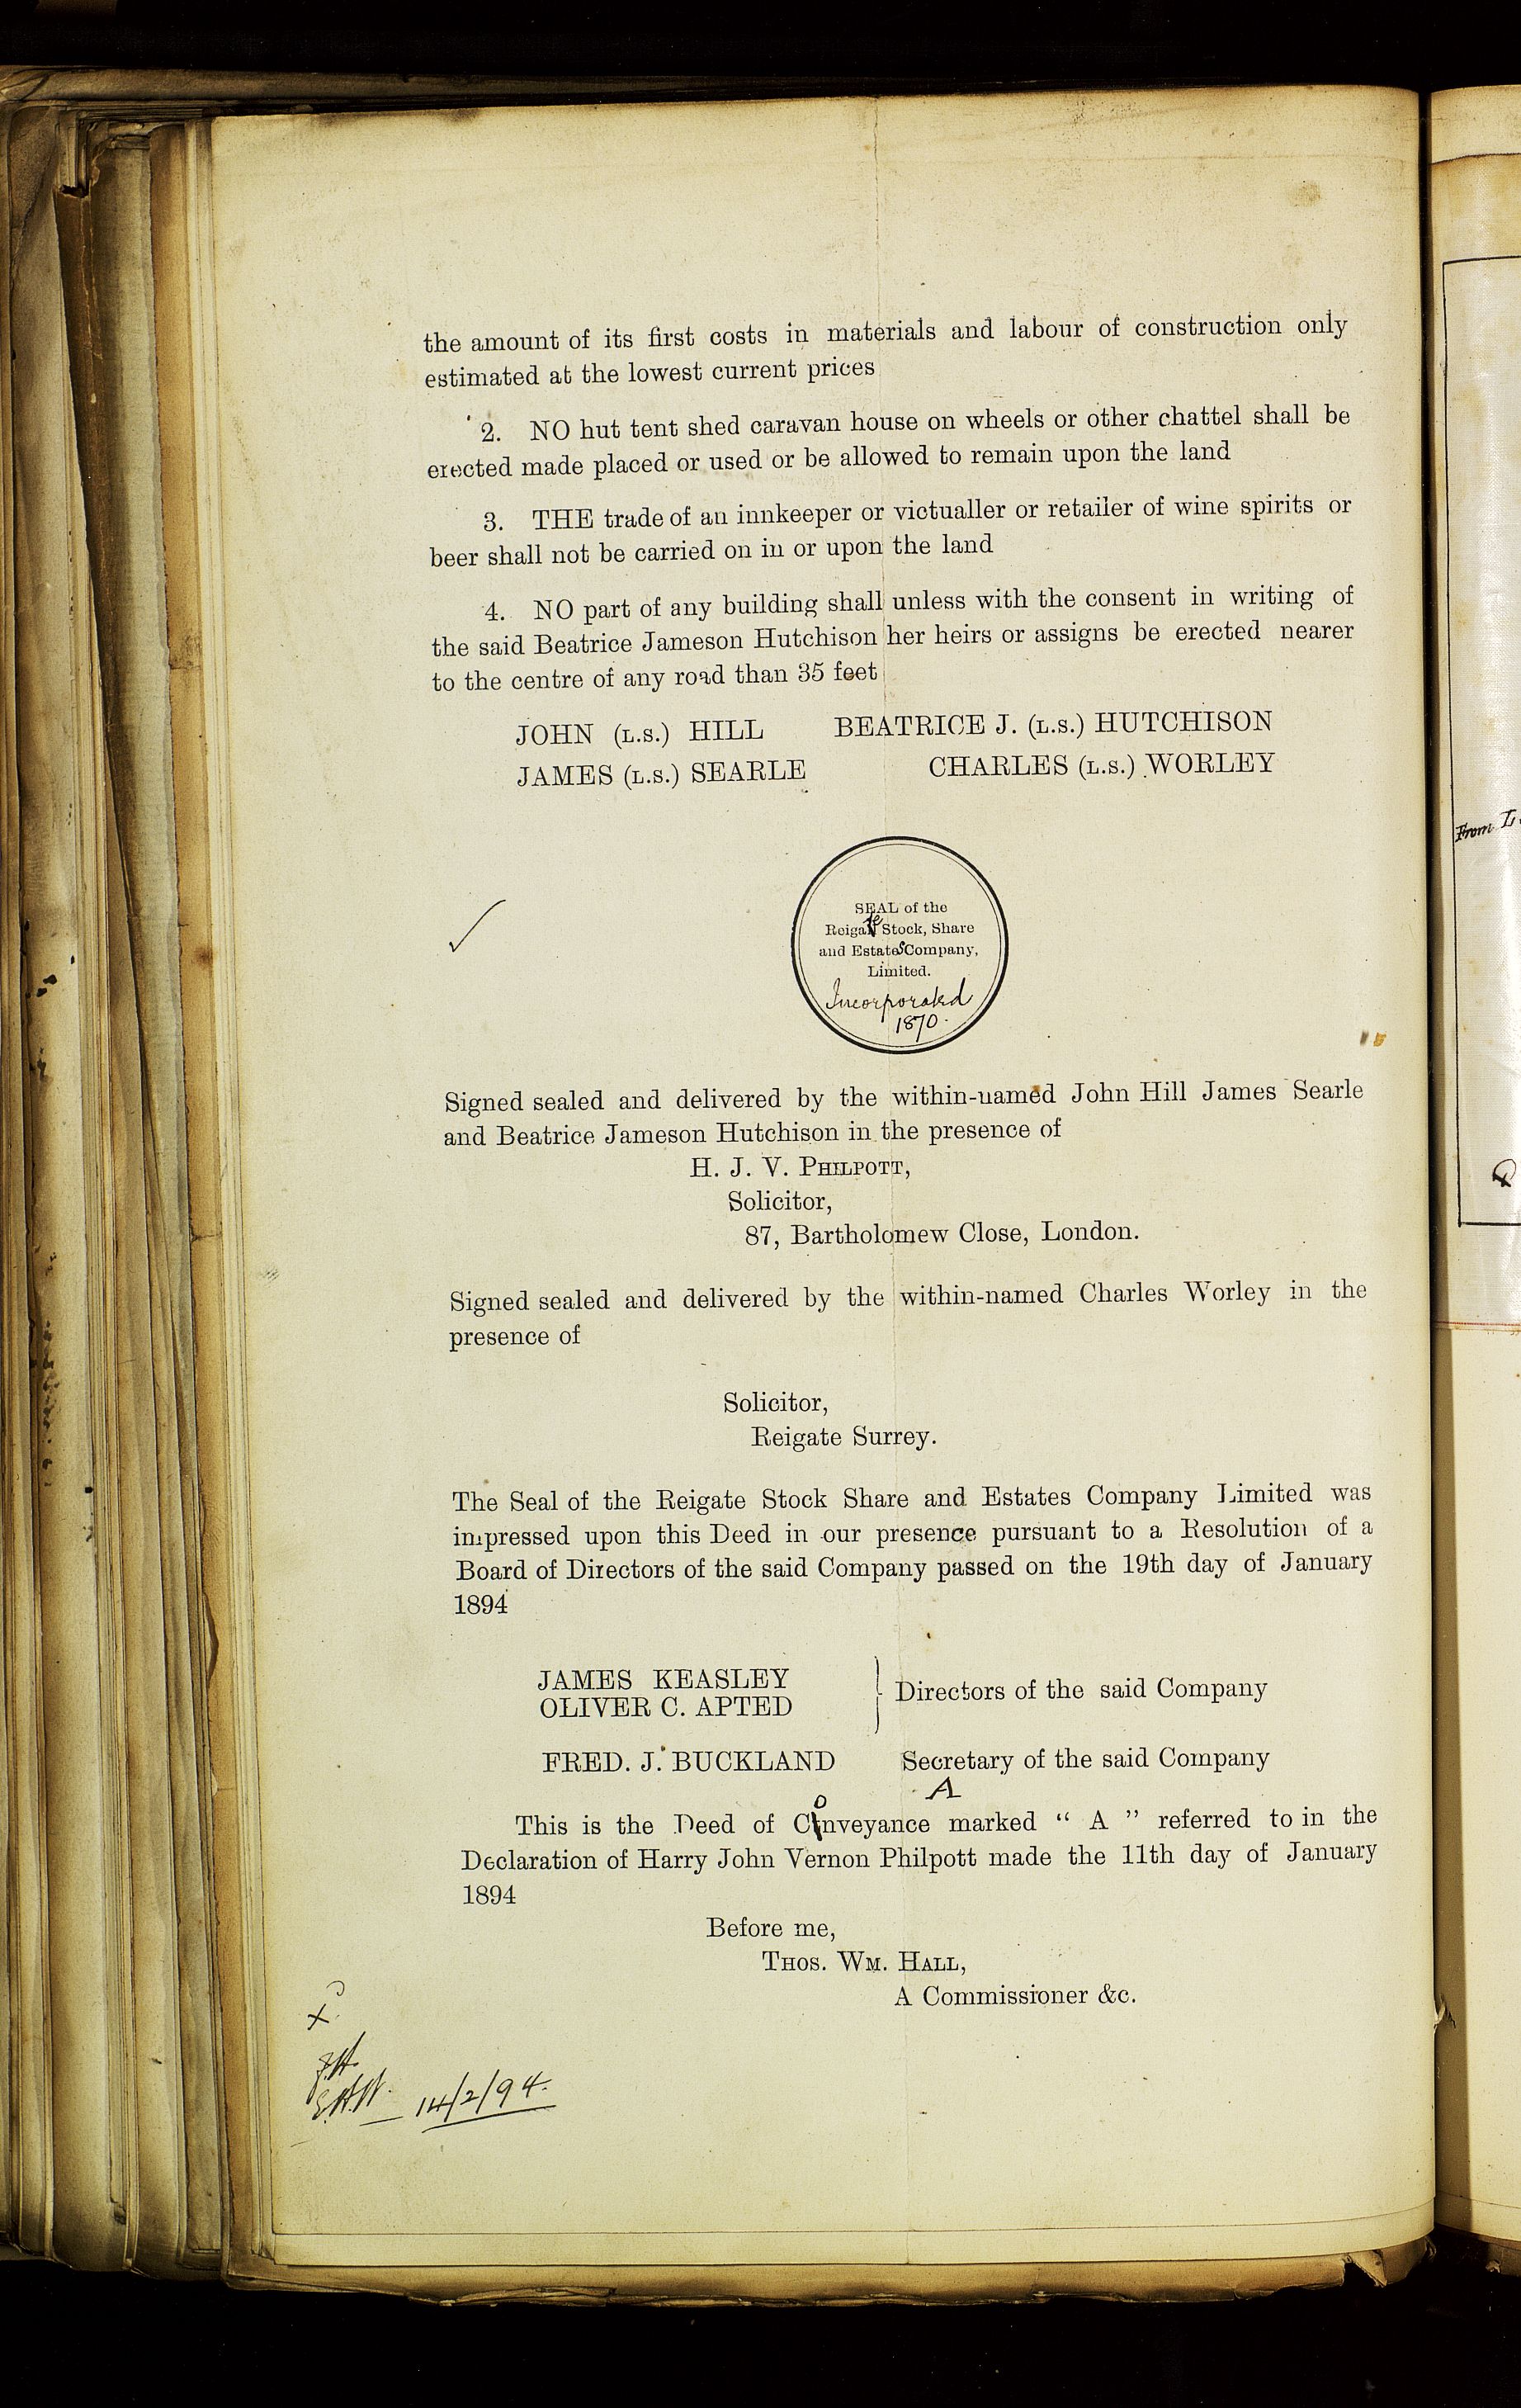 the amount of its first costs in materials and labour of construction only
estimated at the lowest current prices
2. NO hut tent shed caravan house on wheels or other chattel shall be
erected made placed or used or be allowed to remain upon the land
3. THE trade of an innkeeper or victualler or retailer of wine spirits or
beer shall not be carried on in or upon the land
4. NO part of any building shall unless with the consent in writing of
the said Beatrice Jameson Hutchison her heirs or assigns be erected nearer
to the centre of any road than 35 feet
JOHN (L.S.) HILL BEATRICE J. (L.S.) HUTCHISON
JAMES (L.S.) SEARLE CHARLES (L.S.) WORLEY
SEAL of the
Reigate Stock, Share
and Estates Company,
Limited.
Incorporated
1870.
Signed sealed and delivered by the within-named John Hill James Searle
and Beatrice Jameson Hutchison in the presence of
H. J. V. PHILPOTT,
Solicitor,
87, Bartholomew Close, London.
Signed sealed and delivered by the within-named Charles Worley in the
presence of
Solicitor,
Reigate Surrey.
The Seal of the Reigate Stock Share and Estates Company Limited was
impressed upon this Deed in our presence pursuant to a Resolution of a
Board of Directors of the said Company passed on the 19th day of January
1894
JAMES KEASLEY
OLIVER C. APTED
Directors of the said Company
FRED. J. BUCKLAND Secretary of the said Company
A
This is the Deed of Conveyance marked “ A ” referred to in the
Declaration of Harry John Vernon Philpott made the 11th day of January
1894
Before me,
THOS. WM. HALL,
A Commissioner &c.
14/2/94.
From